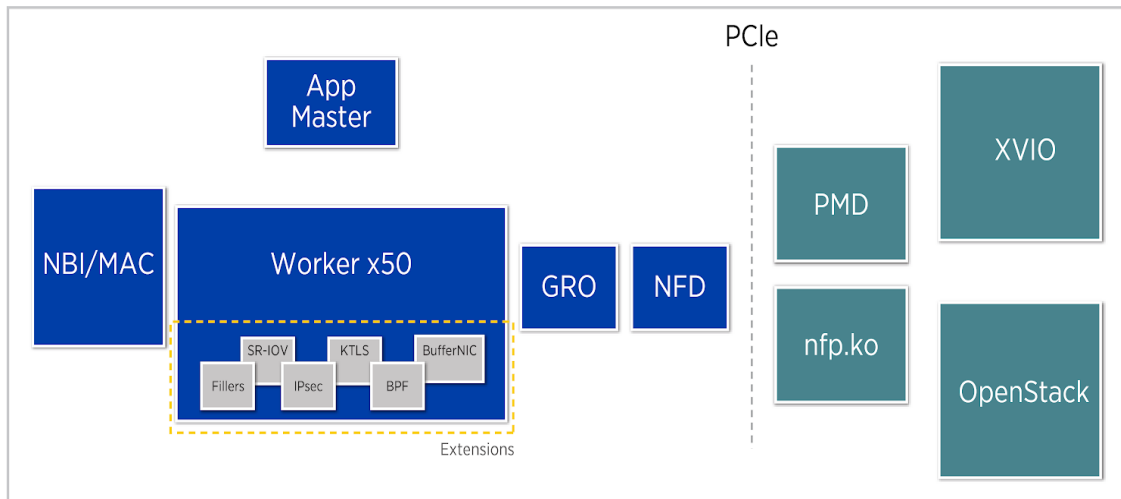 PCIe
App
Master
XVIO
PMD
NBI/MAC
Worker x50
GRO
NFD
nfp.ko
SR-IOV
KTLS
BufferNIC
Fillers
IPsec
BPF
OpenStack
Extensions